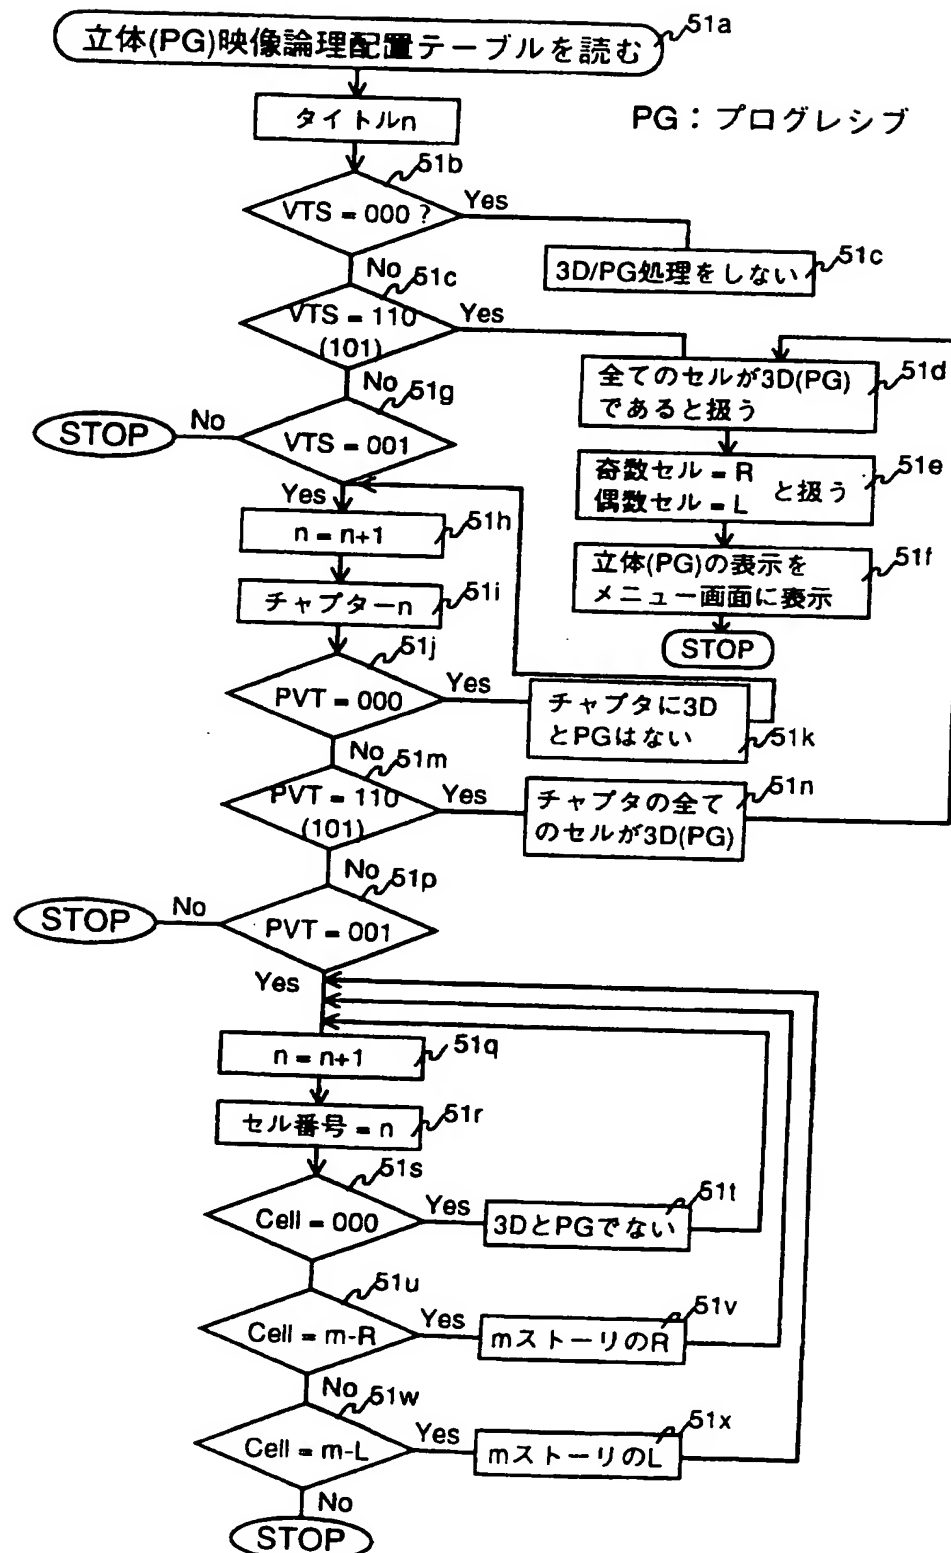 立体(PG)映像論理配置テーブルを読む
51a
タイトルn
PG：プログレシブ
51b
VTS = 000 ?
Yes
No
3D/PG処理をしない
51c
51c
VTS = 110
(101)
Yes
No
全てのセルが3D(PG)
であると扱う
51d
51g
VTS = 001
No
STOP
Yes
奇数セル = R
偶数セル = L
と扱う
51e
n = n+1
51h
立体(PG)の表示を
メニュー画面に表示
51f
チャプターn
51i
STOP
51j
PVT = 000
Yes
No
チャプタに3D
とPGはない
51k
51m
PVT = 110
(101)
Yes
No
チャプタの全て
のセルが3D(PG)
51n
51p
PVT = 001
No
STOP
Yes
n = n+1
51q
セル番号 = n
51r
51s
Cell = 000
Yes
3DとPGでない
51t
51u
Cell = m-R
Yes
No
mストーリのR
51v
51w
Cell = m-L
Yes
mストーリのL
51x
No
STOP